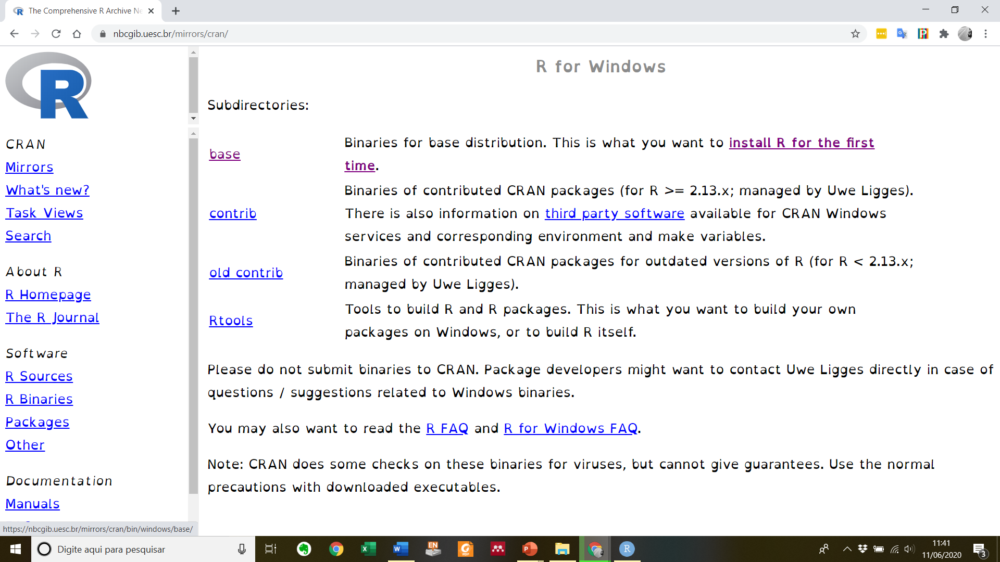 The Comprehensive R Archive Ne
nbcgib.uesc.br/mirrors/cran/
R
CRAN
Mirrors
What's new?
Task Views
Search
About R
R Homepage
The R Journal
Software
R Sources
R Binaries
Packages
Other
Documentation
Manuals
https://nbcgib.uesc.br/mirrors/cran/bin/windows/base/
R for Windows
Subdirectories:
base
Binaries for base distribution. This is what you want to install R for the first
time.
contrib
Binaries of contributed CRAN packages (for R >= 2.13.x; managed by Uwe Ligges).
There is also information on third party software available for CRAN Windows
services and corresponding environment and make variables.
old contrib
Binaries of contributed CRAN packages for outdated versions of R (for R < 2.13.x;
managed by Uwe Ligges).
Rtools
Tools to build R and R packages. This is what you want to build your own
packages on Windows, or to build R itself.
Please do not submit binaries to CRAN. Package developers might want to contact Uwe Ligges directly in case of
questions / suggestions related to Windows binaries.
You may also want to read the R FAQ and R for Windows FAQ.
Note: CRAN does some checks on these binaries for viruses, but cannot give guarantees. Use the normal
precautions with downloaded executables.
Digite aqui para pesquisar
11:41
11/06/2020
3